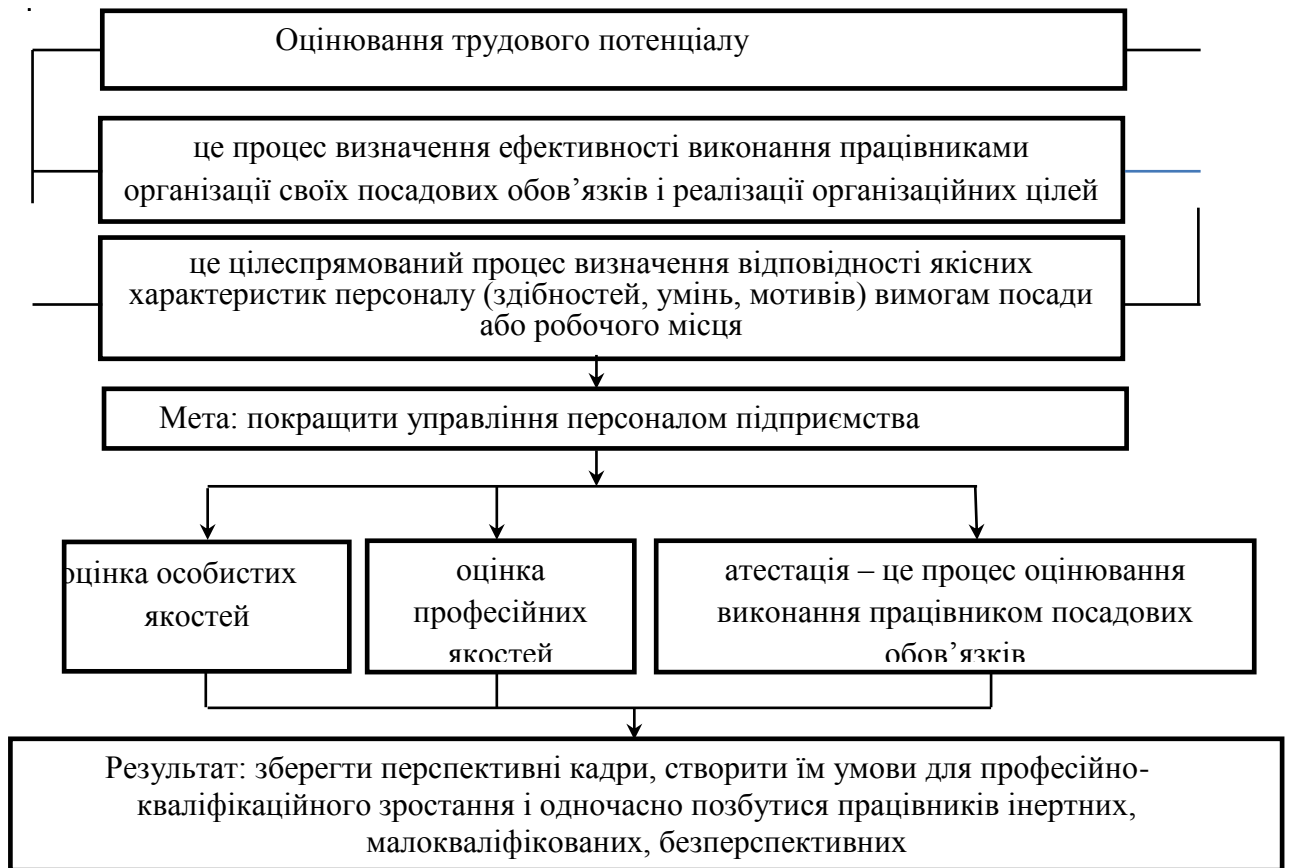 .
Оцінювання трудового потенціалу
це процес визначення ефективності виконання працівниками
організації своїх посадових обов’язків і реалізації організаційних цілей
це цілеспрямований процес визначення відповідності якісних
характеристик персоналу (здібностей, умінь, мотивів) вимогам посади
або робочого місця
Мета: покращити управління персоналом підприємства
оцінка особистих
якостей
оцінка
професійних
якостей
атестація – це процес оцінювання
виконання працівником посадових
обов’язків
Результат: зберегти перспективні кадри, створити їм умови для професійно-
кваліфікаційного зростання і одночасно позбутися працівників інертних,
малокваліфікованих, безперспективних